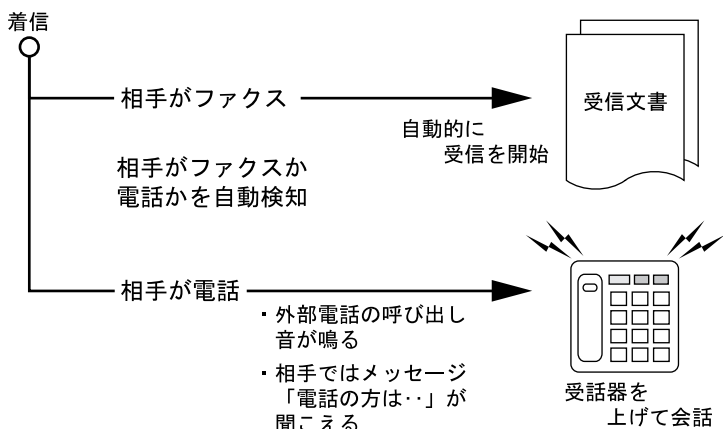 着信
相手がファクス
自動的に
受信を開始
受信文書
相手がファクスか
電話かを自動検知
相手が電話
・外部電話の呼び出し
音が鳴る
・相手ではメッセージ
「電話の方は‥」が
聞こえる
受話器を
上げて会話